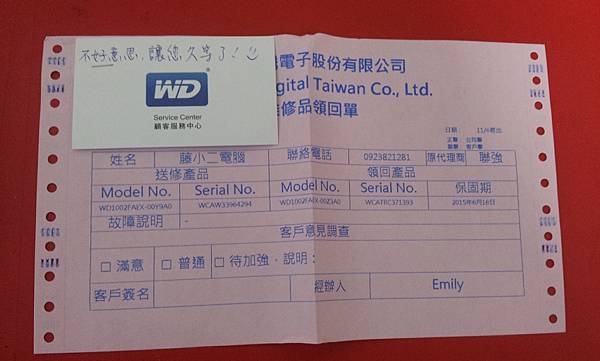 不好意思,讓您久等了!
WD
Service Center
顧客服務中心
電子股份有限公司
igital Taiwan Co., Ltd.
修品領回單
日期: 11/6寄出
姓名 藤小二電腦 聯絡電話 0923821281 原代理商 聯強
送修產品 領回產品
Model No. Serial No. Model No. Serial No. 保固期
WD1002FAEX-00Y9A0 WCAW33964294 WD1002FAEX-00Z3A0 WCATRC371393 2015年6月16日
故障說明 -
客戶意見調查
□ 滿意 □ 普通 □ 待加強,說明:
客戶簽名 經辦人 Emily